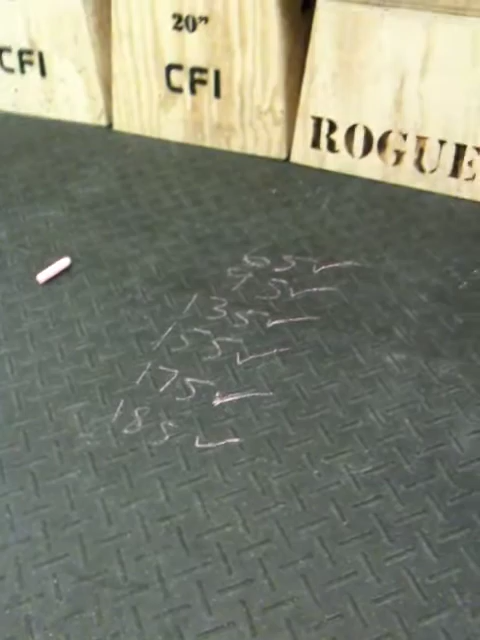 20"
CFI
CFI
ROGUE
65✓
95✓
135✓
155✓
175✓
185✓